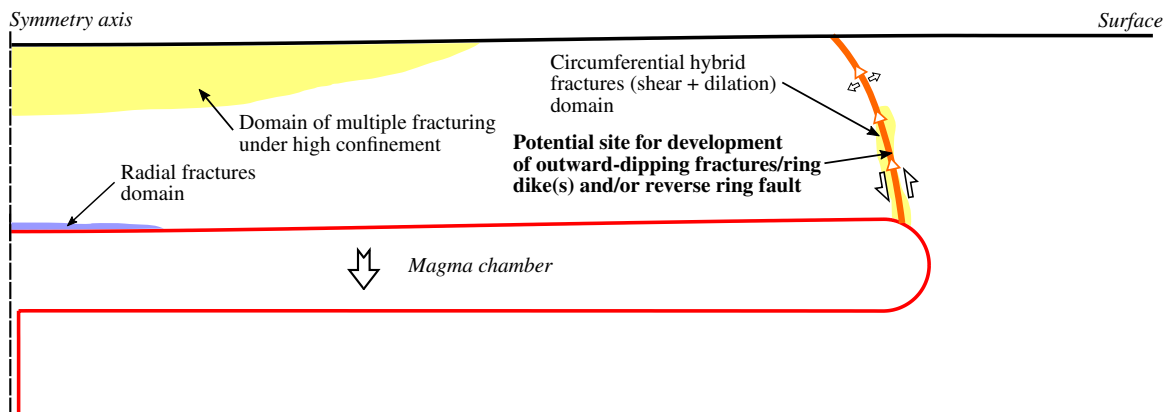 Symmetry axis
Surface
Circumferential hybrid
fractures (shear + dilation)
domain
Domain of multiple fracturing
under high confinement
Potential site for development
of outward-dipping fractures/ring
dike(s) and/or reverse ring fault
Radial fractures
domain
Magma chamber